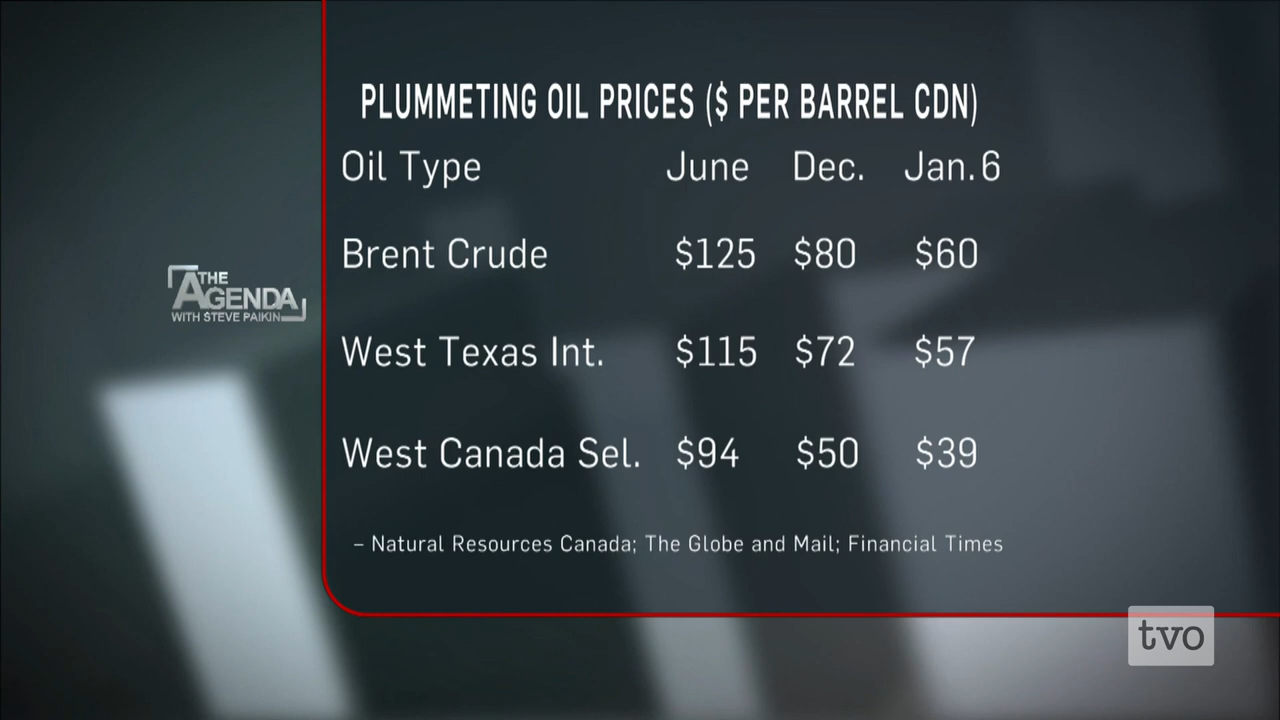 PLUMMETING OIL PRICES ($ PER BARREL CDN)
Oil Type June Dec. Jan.6
Brent Crude $125 $80 $60
THE
AGENDA
WITH STEVE PAIKIN
West Texas Int. $115 $72 $57
West Canada Sel. $94 $50 $39
– Natural Resources Canada; The Globe and Mail; Financial Times
tvo